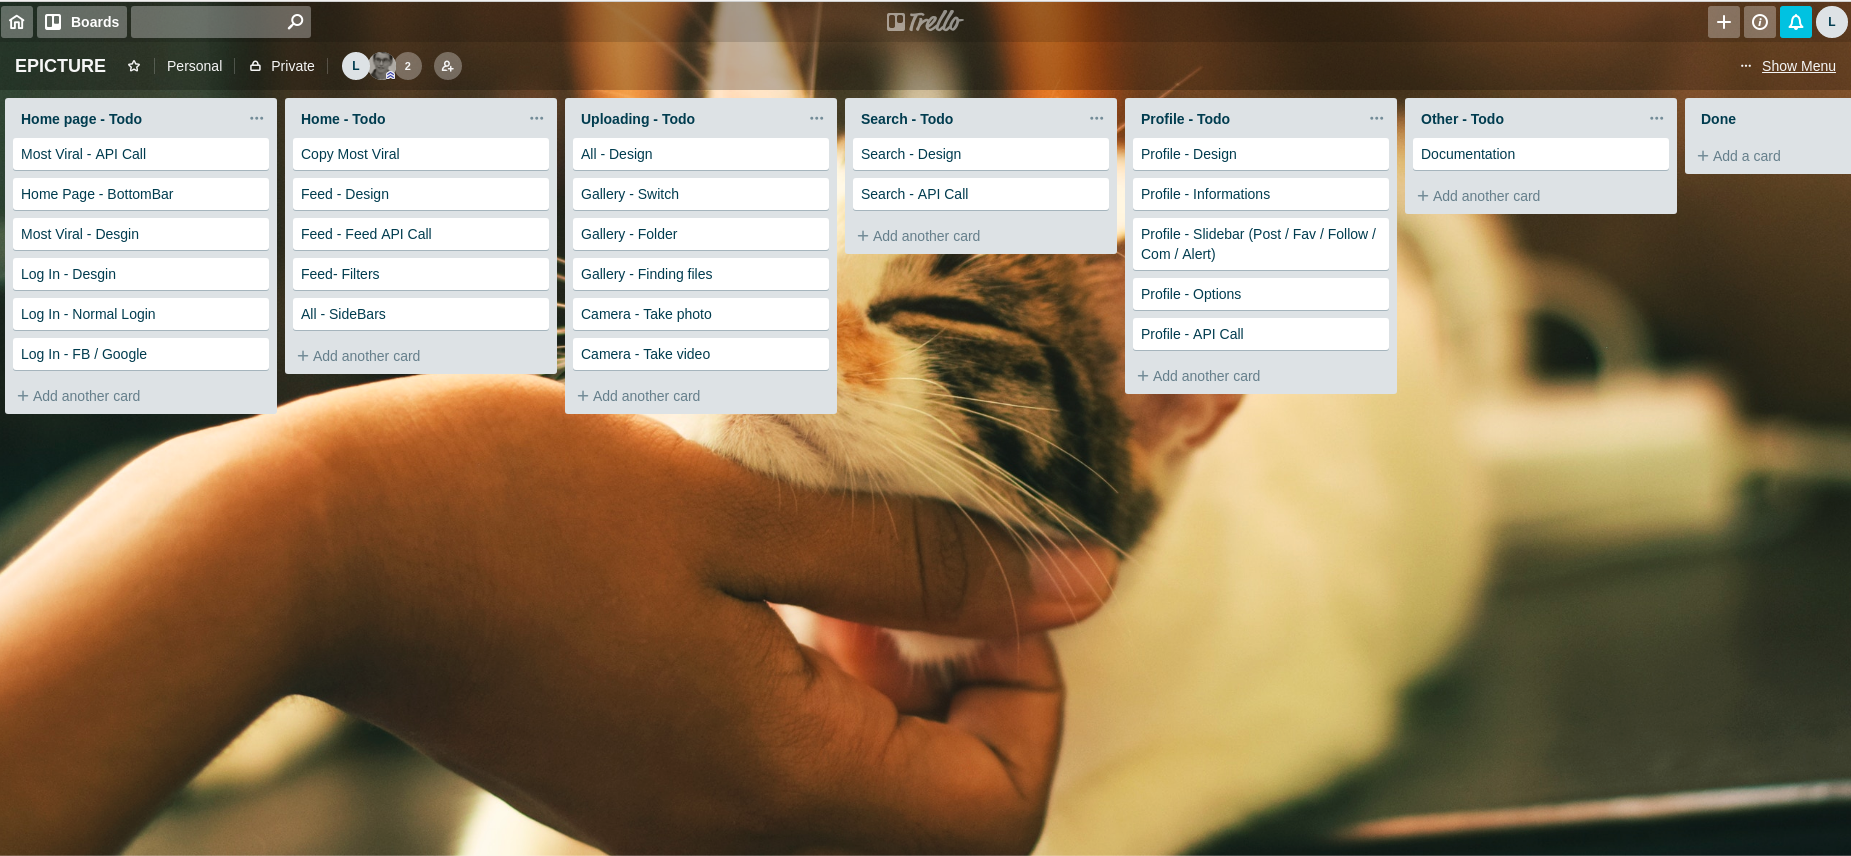 Boards
Trello
L
EPICTURE
Personal
Private
L
2
Show Menu
Home page - Todo
Most Viral - API Call
Home Page - BottomBar
Most Viral - Desgin
Log In - Desgin
Log In - Normal Login
Log In - FB / Google
+ Add another card
Home - Todo
Copy Most Viral
Feed - Design
Feed - Feed API Call
Feed- Filters
All - SideBars
+ Add another card
Uploading - Todo
All - Design
Gallery - Switch
Gallery - Folder
Gallery - Finding files
Camera - Take photo
Camera - Take video
+ Add another card
Search - Todo
Search - Design
Search - API Call
+ Add another card
Profile - Todo
Profile - Design
Profile - Informations
Profile - Slidebar (Post / Fav / Follow /
Com / Alert)
Profile - Options
Profile - API Call
+ Add another card
Other - Todo
Documentation
+ Add another card
Done
+ Add a card